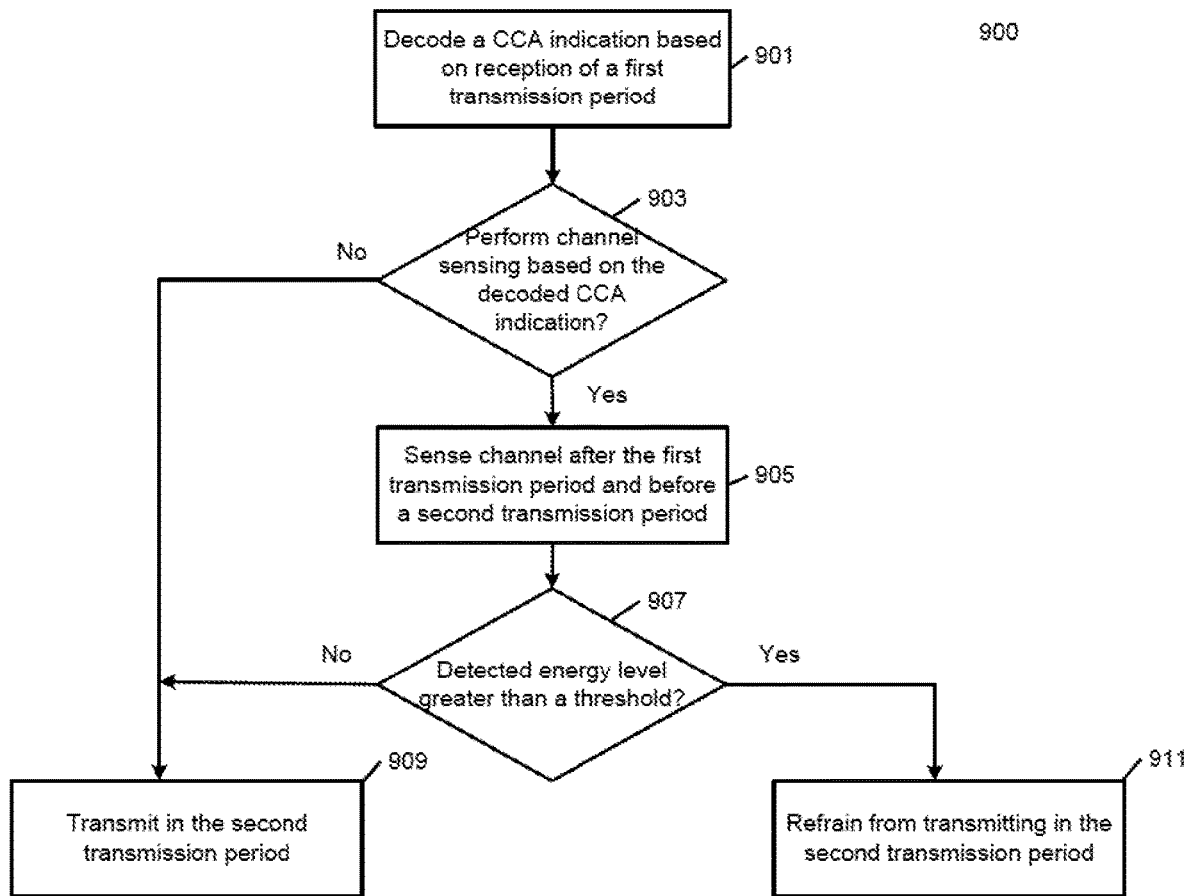 Decode a CCA indication based
on reception of a first
transmission period
901
900
903
Perform channel
sensing based on the
decoded CCA
indication?
No
Yes
Sense channel after the first
transmission period and before
a second transmission period
905
907
Detected energy level
greater than a threshold?
No
Yes
909
Transmit in the second
transmission period
911
Refrain from transmitting in the
second transmission period